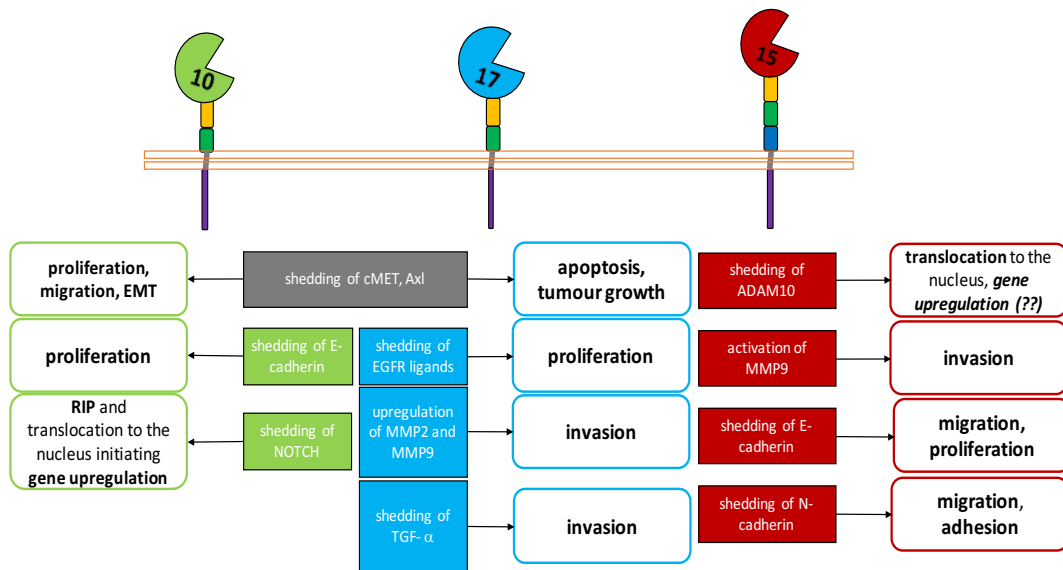 10
17
15
proliferation,
migration, EMT
shedding of cMET, Axl
apoptosis,
tumour growth
shedding of
ADAM10
translocation to the
nucleus, gene
upregulation (??)
proliferation
shedding of E-
cadherin
shedding of
EGFR ligands
proliferation
activation of
MMP9
invasion
RIP and
translocation to the
nucleus initiating
gene upregulation
shedding of
NOTCH
upregulation
of MMP2 and
MMP9
invasion
shedding of E-
cadherin
migration,
proliferation
shedding of
TGF- α
invasion
shedding of N-
cadherin
migration,
adhesion